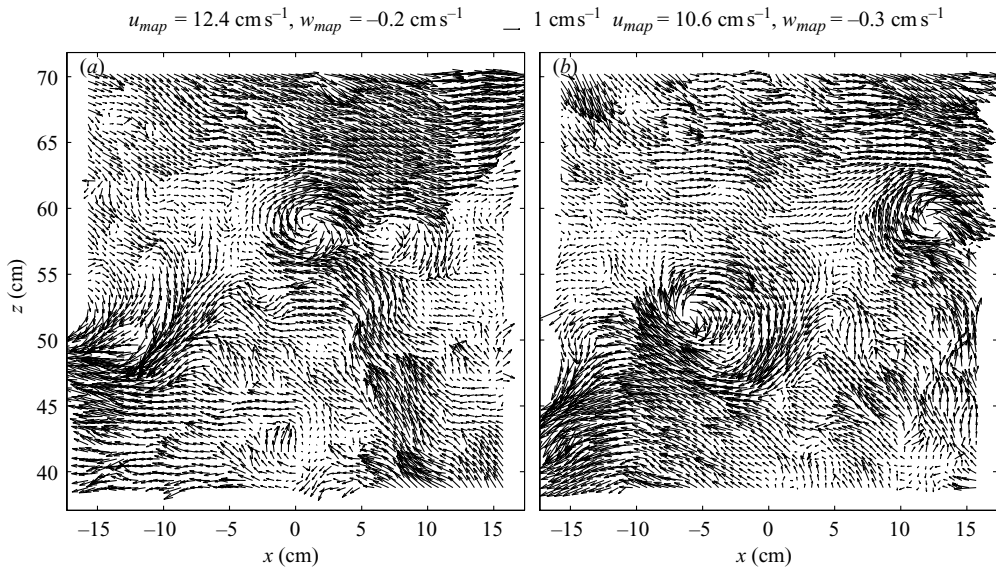 u_map = 12.4 cm s⁻¹, w_map = –0.2 cm s⁻¹ — 1 cm s⁻¹ u_map = 10.6 cm s⁻¹, w_map = –0.3 cm s⁻¹
(a) (b)
70
65
60
55
50
45
40
z (cm)
–15 –10 –5 0 5 10 15 –15 –10 –5 0 5 10 15
x (cm) x (cm)